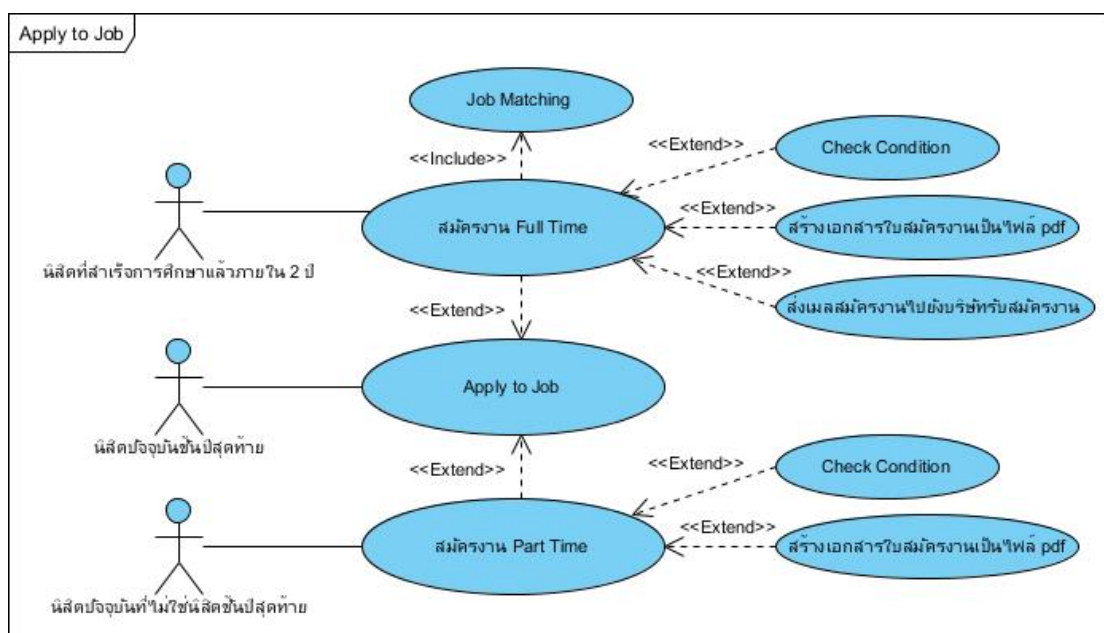 Apply to Job
Job Matching
<<Include>>
<<Extend>>
Check Condition
สมัครงาน Full Time
<<Extend>>
สร้างเอกสารใบสมัครงานเป็นไฟล์ pdf
นิสิตที่สำเร็จการศึกษาแล้วภายใน 2 ปี
<<Extend>>
ส่งเมลสมัครงานไปยังบริษัทรับสมัครงาน
<<Extend>>
Apply to Job
นิสิตปัจจุบันชั้นปีสุดท้าย
<<Extend>>
<<Extend>>
Check Condition
สมัครงาน Part Time
<<Extend>>
สร้างเอกสารใบสมัครงานเป็นไฟล์ pdf
นิสิตปัจจุบันที่ไม่ใช่นิสิตชั้นปีสุดท้าย